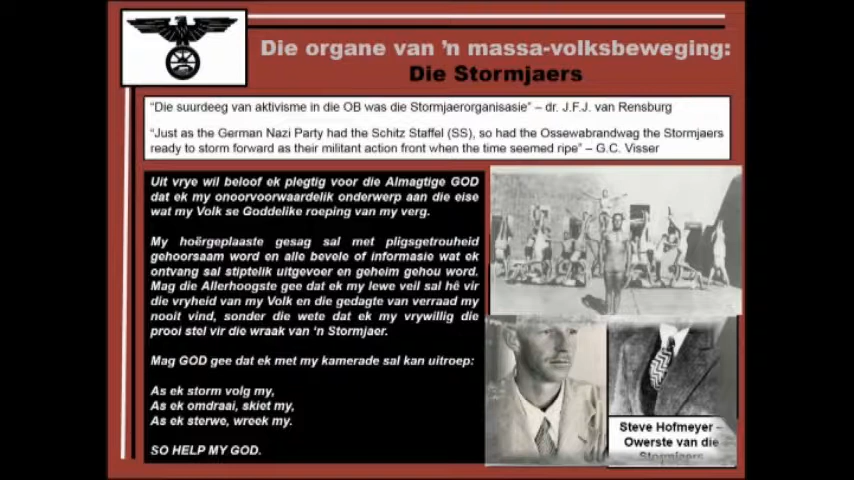 Die organe van 'n massa-volksbeweging:
Die Stormjaers
"Die suurdeeg van aktivisme in die OB was die Stormjaerorganisasie" – dr. J.F.J. van Rensburg
"Just as the German Nazi Party had the Schitz Staffel (SS), so had the Ossewabrandwag the Stormjaers
ready to storm forward as their militant action front when the time seemed ripe" – G.C. Visser
Uit vrye wil beloof ek plegtig voor die Almagtige GOD
dat ek my onoorvoorwaardelik onderwerp aan die eise
wat my Volk se Goddelike roeping van my verg.
My hoërgeplaaste gesag sal met pligsgetrouheid
gehoorsaam word en alle bevele of informasie wat ek
ontvang sal stiptelik uitgevoer en geheim gehou word.
Mag die Allerhoogste gee dat ek my lewe veil sal hê vir
die vryheid van my Volk en die gedagte van verraad my
nooit vind, sonder die wete dat ek my vrywillig die
prooi stel vir die wraak van 'n Stormjaer.
Mag GOD gee dat ek met my kamerade sal kan uitroep:
As ek storm volg my,
As ek omdraai, skiet my,
As ek sterwe, wreek my.
SO HELP MY GOD.
Steve Hofmeyer –
Owerste van die
Stormjaers